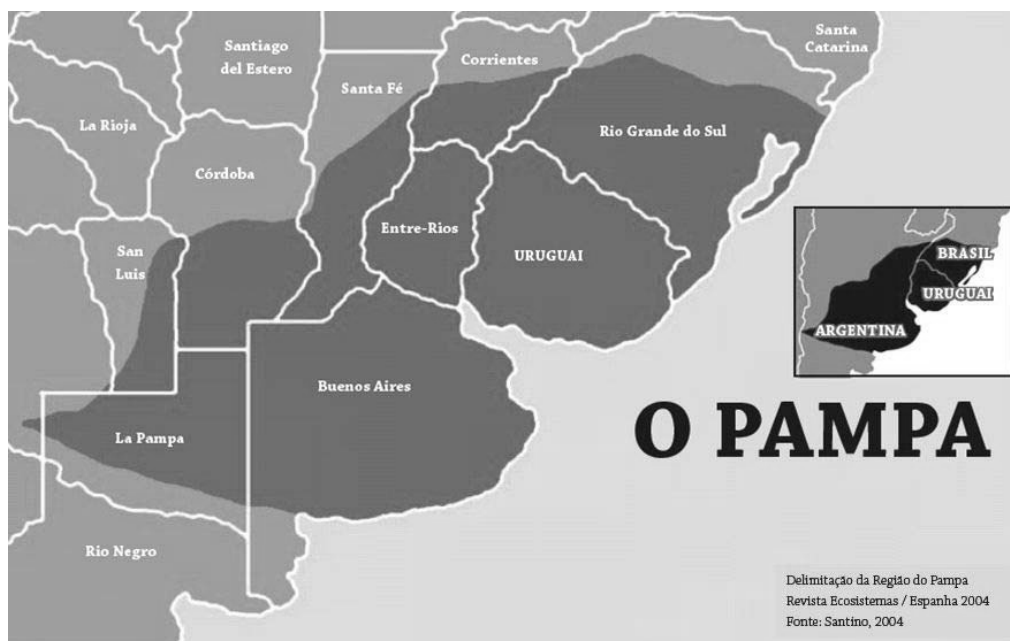 Santa
Catarina
Santiago
del Estero
Corrientes
Santa Fé
La Rioja
Rio Grande do Sul
Córdoba
Entre-Rios
San
Luis
URUGUAI
BRASIL
URUGUAI
ARGENTINA
Buenos Aires
La Pampa
O PAMPA
Rio Negro
Delimitação da Região do Pampa
Revista Ecosistemas / Espanha 2004
Fonte: Santino, 2004